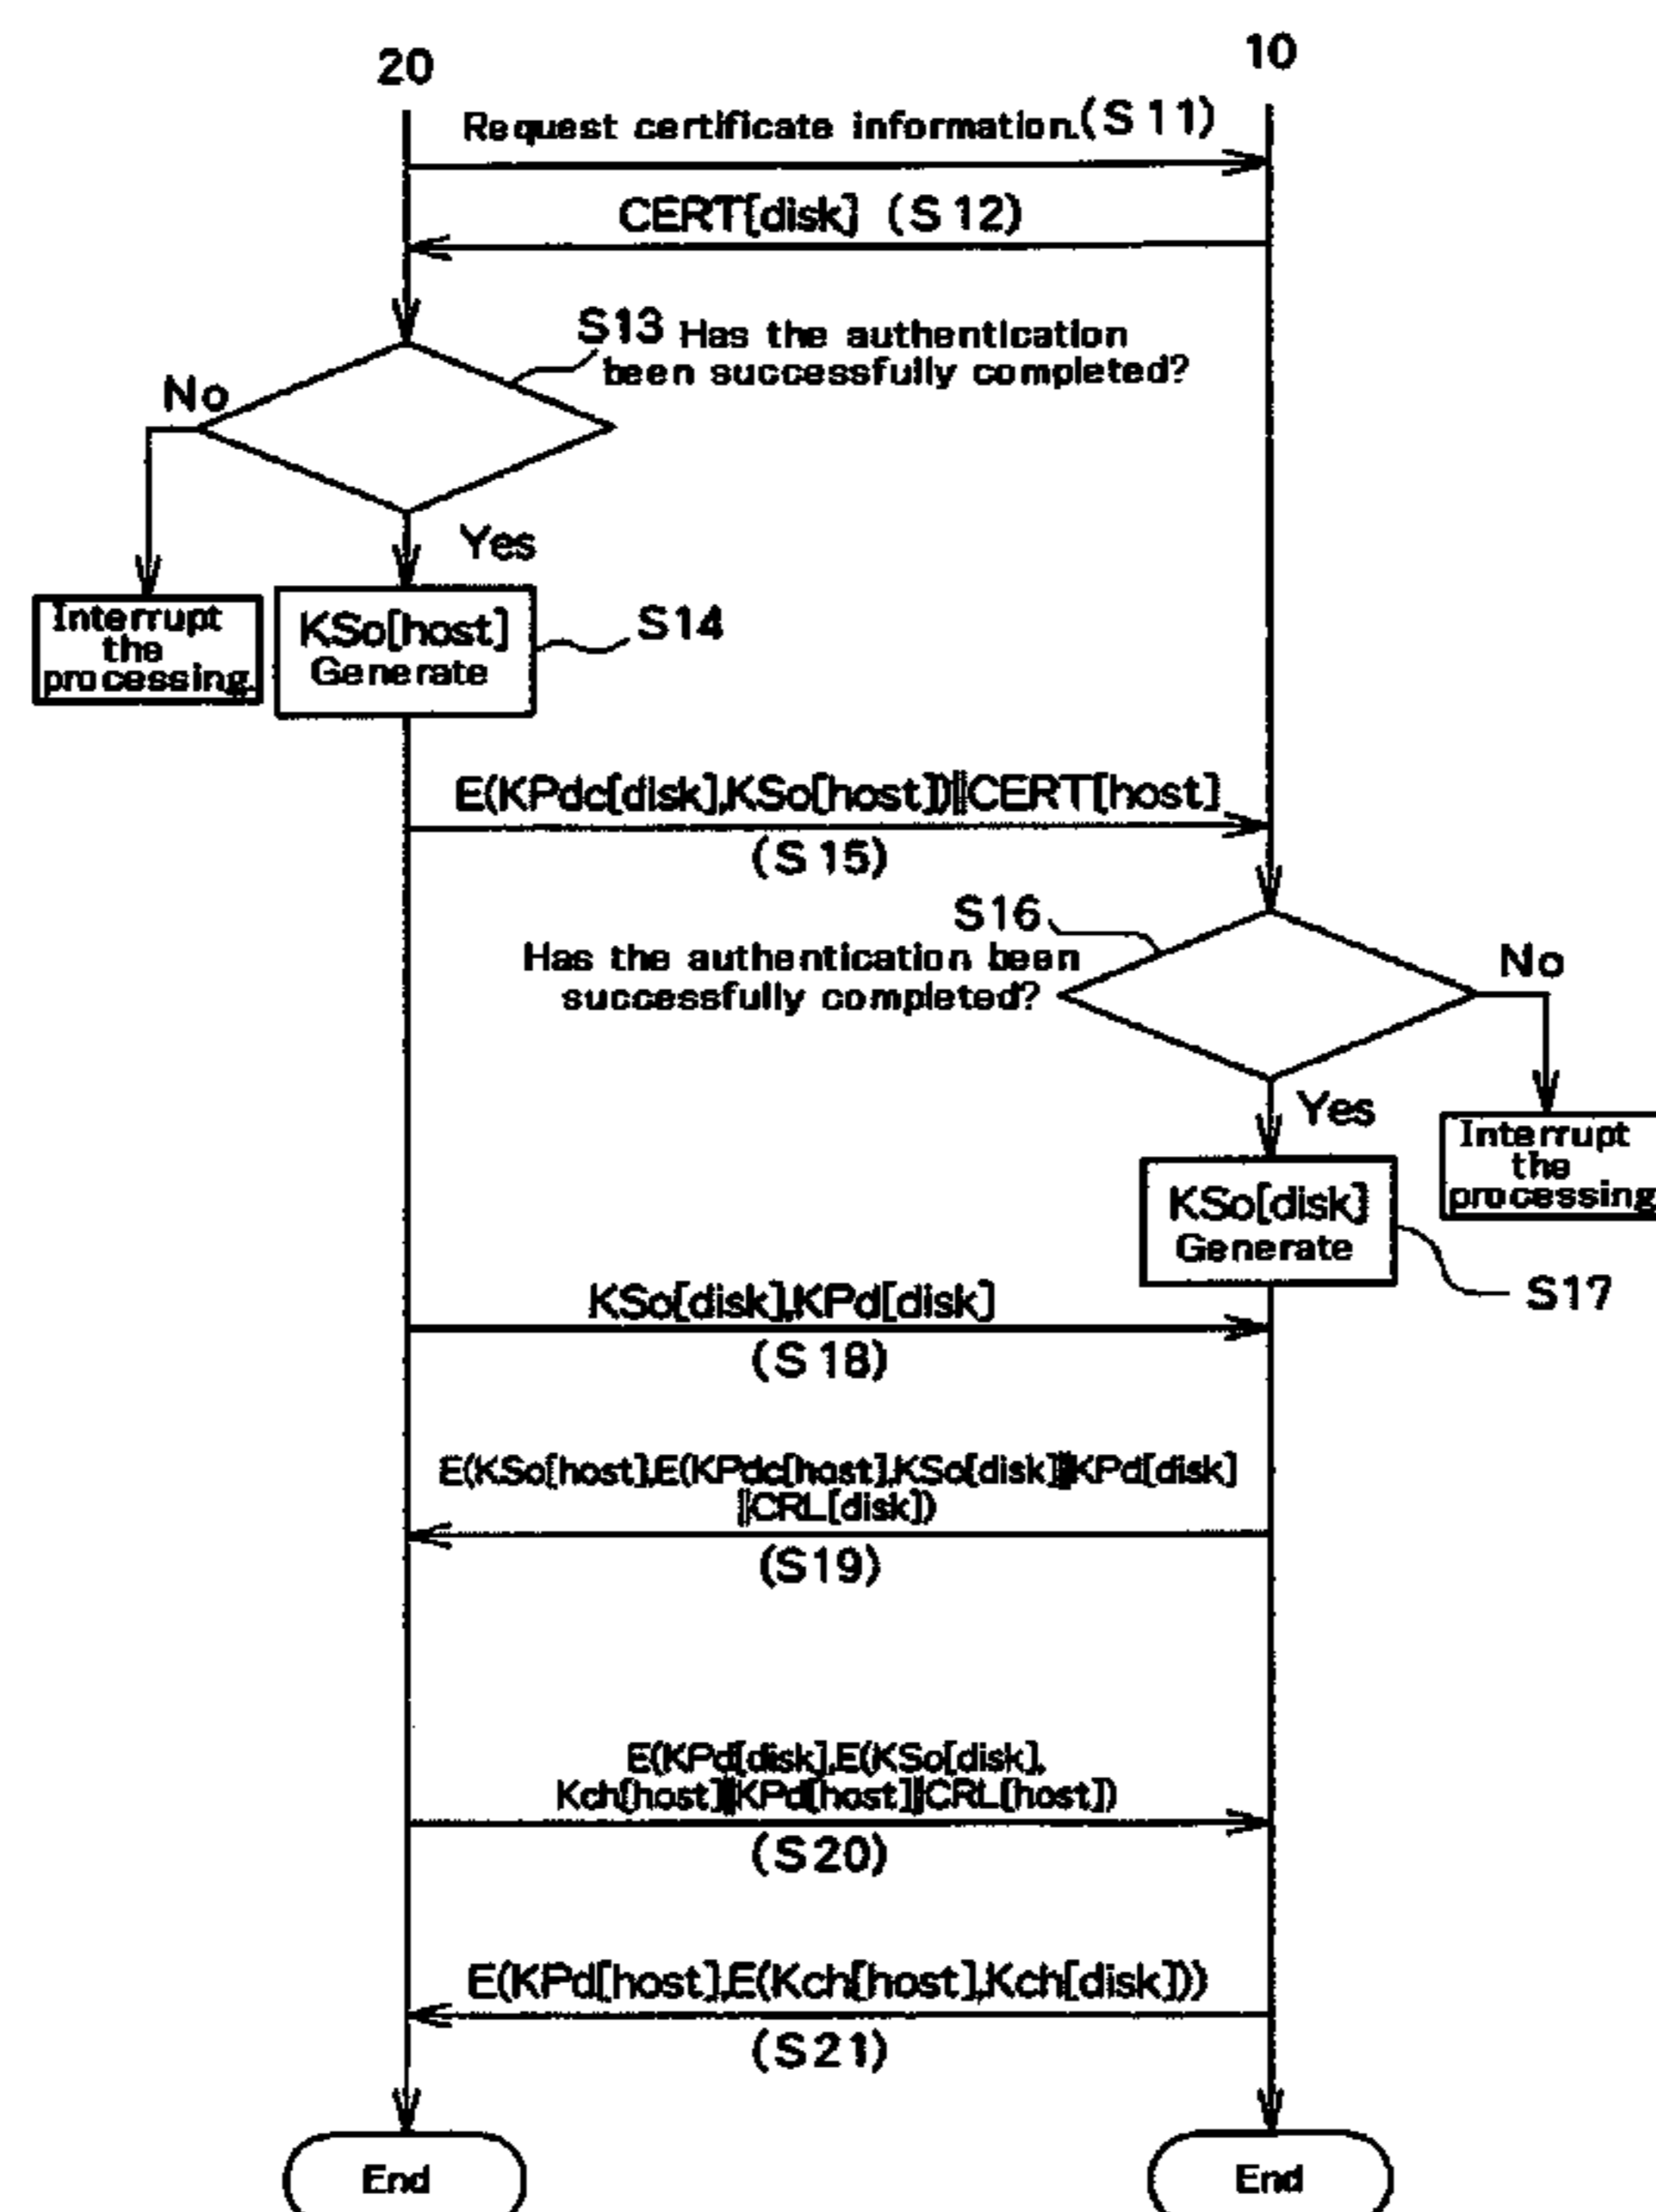 20
10
Request certificate information.(S11)
CERT[disk] (S12)
S13 Has the authentication
been successfully completed?
No
Yes
Interrupt
the
processing.
KSo[host]
Generate
S14
E(KPdc[disk],KSo[host])||CERT[host]
(S15)
S16
Has the authentication been
successfully completed?
No
Yes
Interrupt
the
processing
KSo[disk]
Generate
S17
KSo[disk],KPd[disk]
(S18)
E(KSo[host],E(KPdc[host],KSo[disk]||KPd[disk]
||CRL[disk])
(S19)
E(KPd[disk],E(KSo[disk],
Kch[host]||KPd[host]||CRL[host])
(S20)
E(KPd[host],E(Kch[host],Kch[disk]))
(S21)
End
End